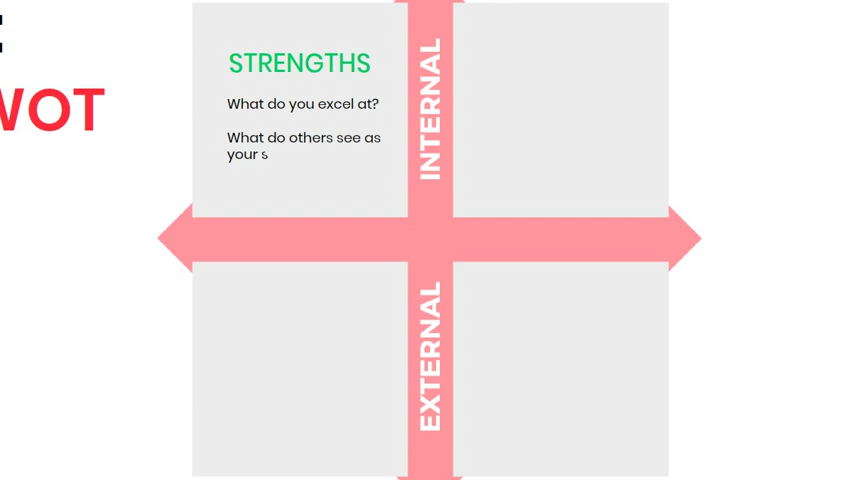 WOT
STRENGTHS
What do you excel at?
What do others see as
your s
INTERNAL
EXTERNAL